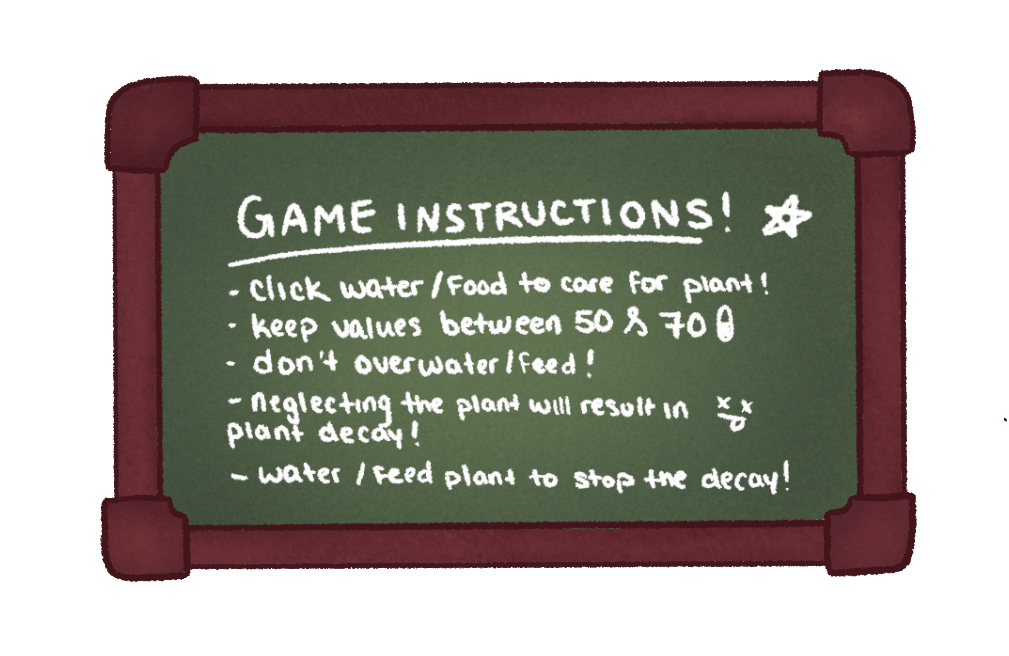 GAME INSTRUCTIONS!
- click water/food to care for plant!
- keep values between 50 & 70
- don't overwater/feed!
- neglecting the plant will result in
plant decay!
- water/feed plant to stop the decay!